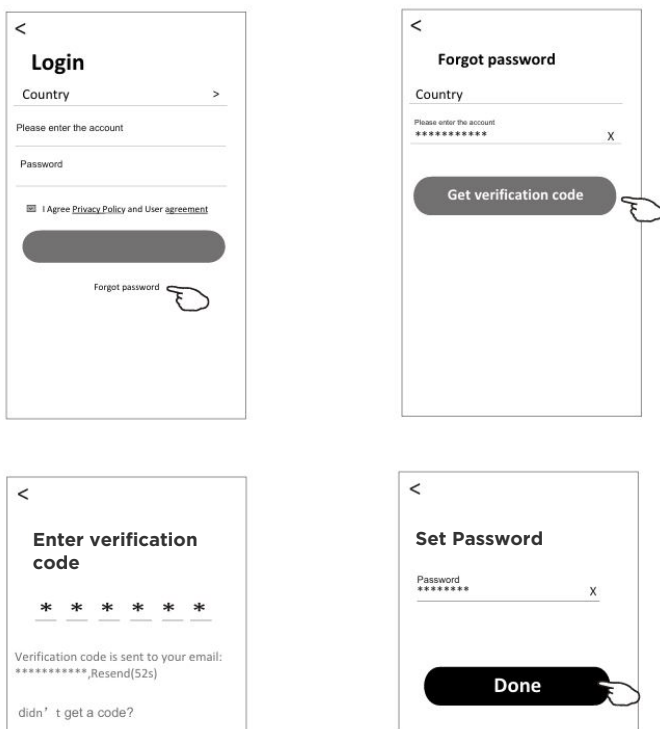 <
Login
Country >
Please enter the account
Password
I Agree Privacy Policy and User agreement
Forgot password
<
Forgot password
Country
Please enter the account
*********** X
Get verification code
<
Enter verification
code
* * * * * *
Verification code is sent to your email:
***********,Resend(52s)
didn't get a code?
<
Set Password
Password
******** X
Done